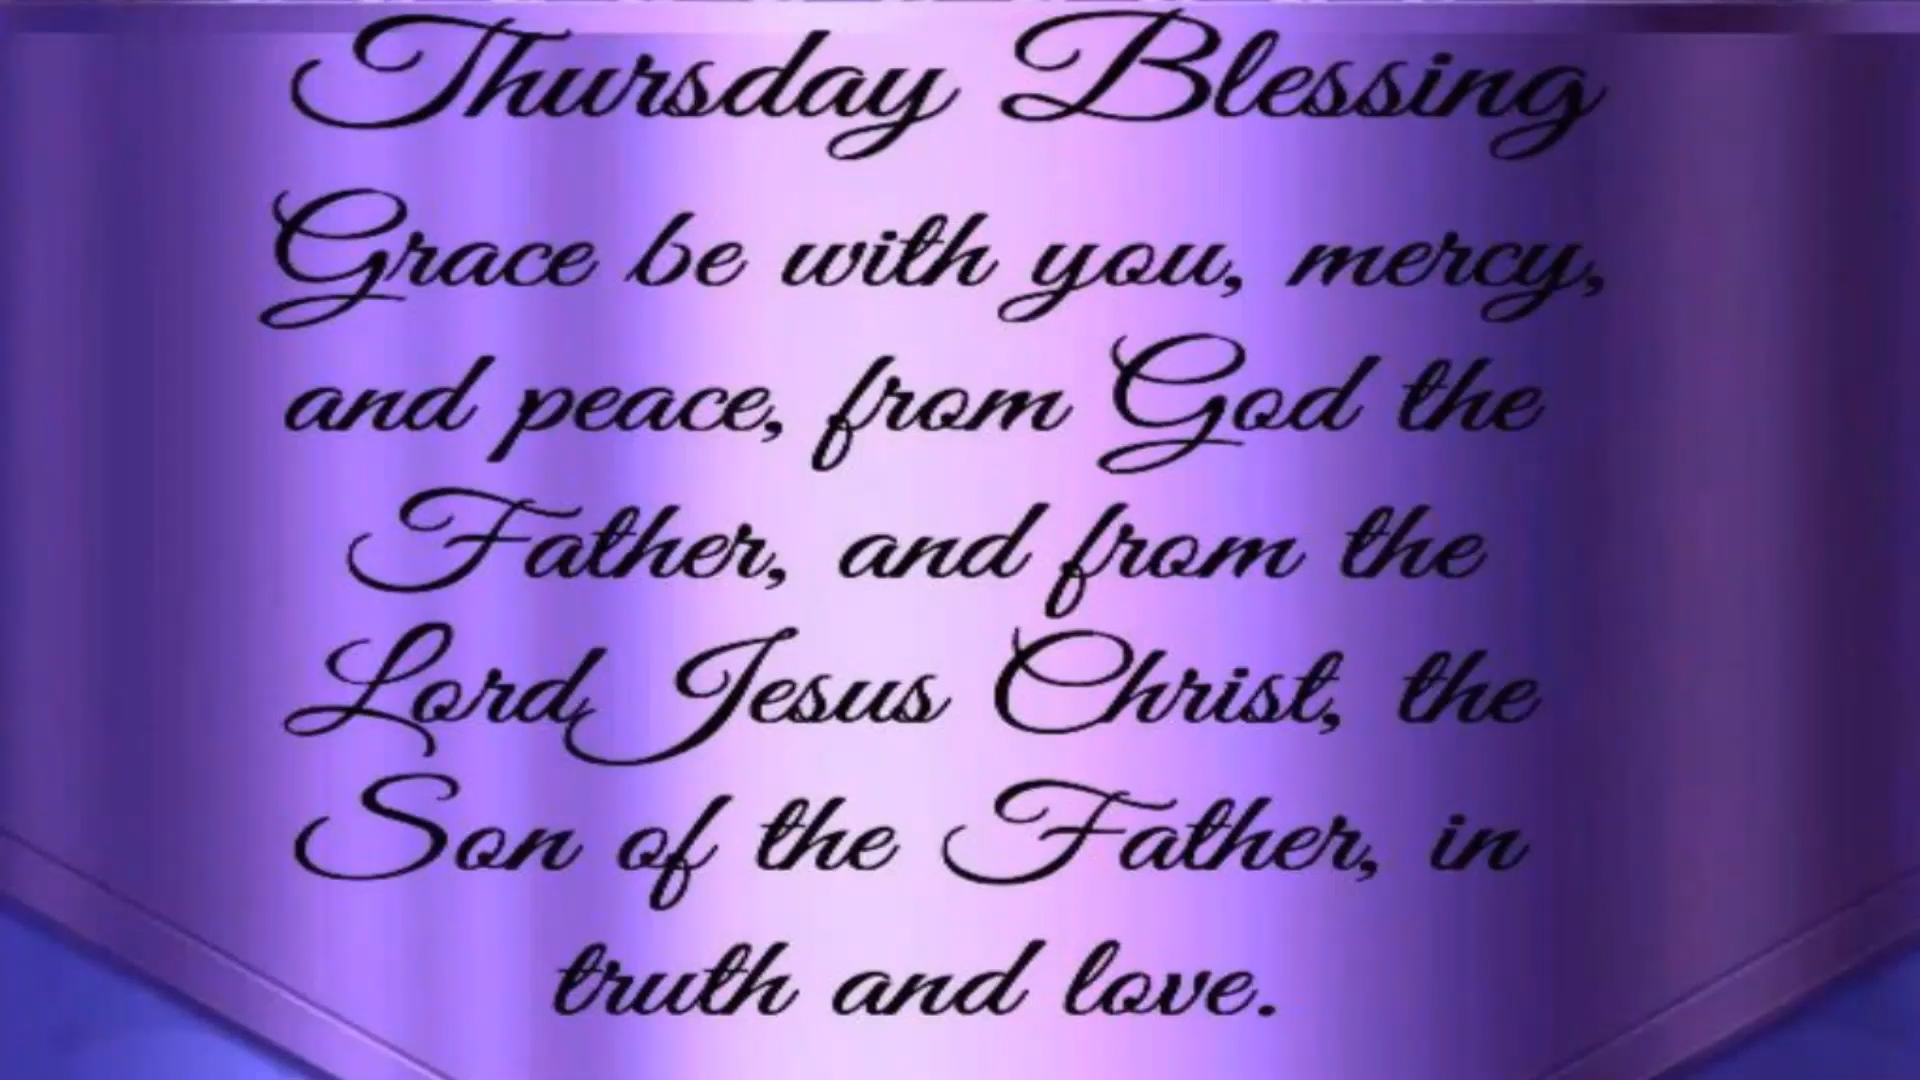 Thursday Blessing
Grace be with you, mercy,
and peace, from God the
Father, and from the
Lord Jesus Christ, the
Son of the Father, in
truth and love.